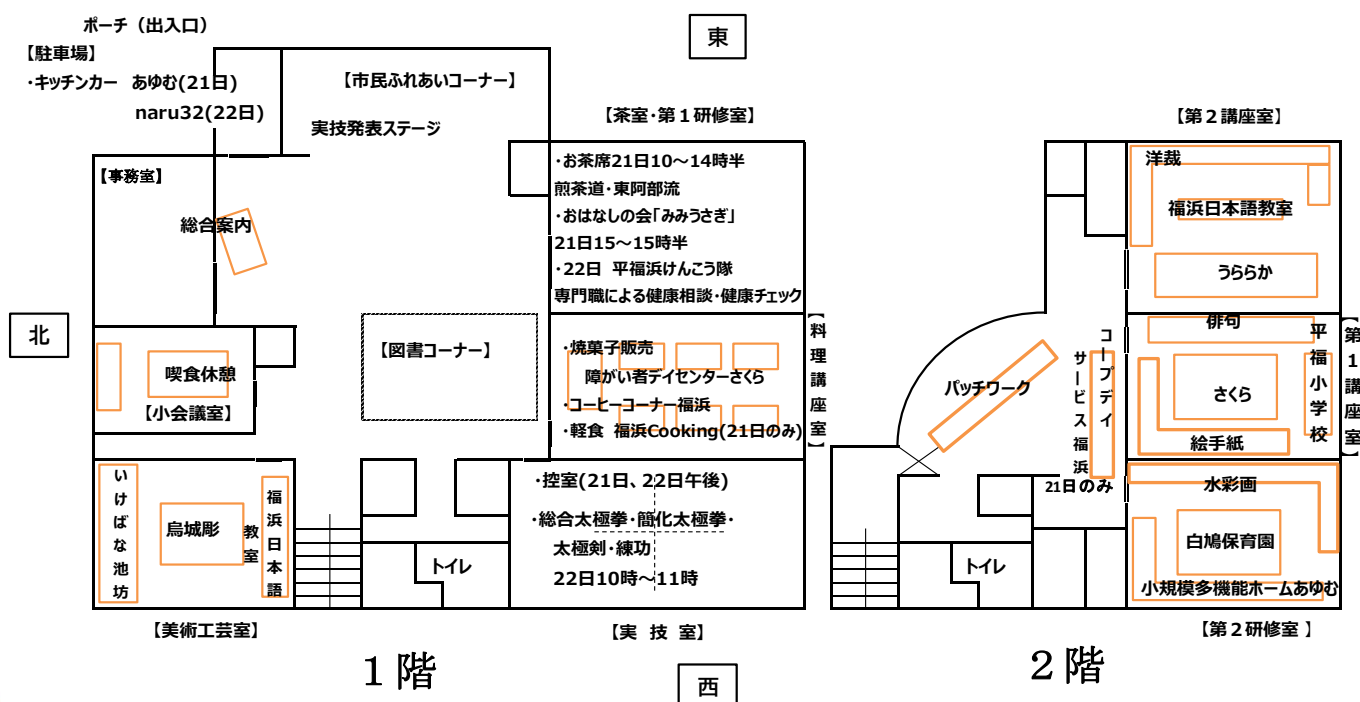 ポーチ（出入口）
【駐車場】
・キッチンカー　あゆむ(21日)
naru32(22日)
東
【市民ふれあいコーナー】
実技発表ステージ
【事務室】
総合案内
【茶室・第１研修室】
・お茶席21日10～14時半
煎茶道・東阿部流
・おはなしの会「みみうさぎ」
21日15～15時半
・22日　平福浜けんこう隊
専門職による健康相談・健康チェック
北
喫食休憩
【小会議室】
【図書コーナー】
・焼菓子販売
障がい者デイセンターさくら
・コーヒーコーナー福浜
・軽食　福浜Cooking(21日のみ)
【料理講座室】
いけばな池坊
烏城彫
福浜日本語教室
【美術工芸室】
トイレ
・控室(21日、22日午後)
・総合太極拳・簡化太極拳・
太極剣・練功
22日10時～11時
【実 技 室】
１階
西
【第２講座室】
洋裁
福浜日本語教室
うららか
俳句
平福小学校
さくら
絵手紙
【第１講座室】
パッチワーク
コープデイサービス福浜
21日のみ
水彩画
白鳩保育園
小規模多機能ホームあゆむ
【第２研修室 】
トイレ
２階